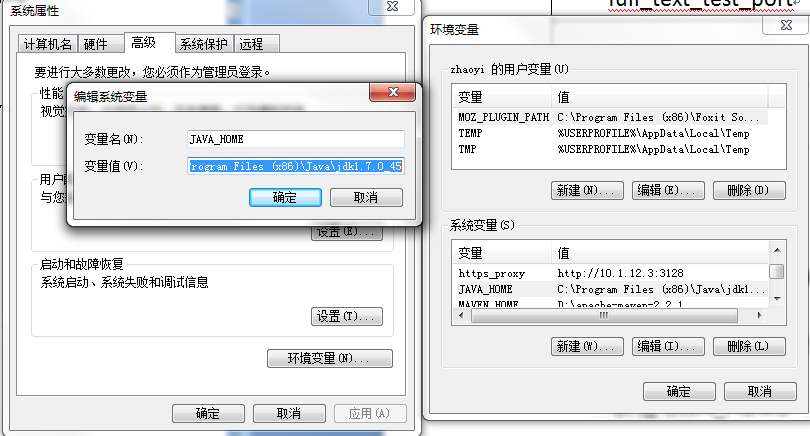 系统属性
计算机名
硬件
高级
系统保护
远程
要进行大多数更改，您必须作为管理员登录。
性能
视觉
编辑系统变量
变量名(N):
JAVA_HOME
变量值(V):
rogram Files (x86)\Java\jdk1.7.0_45
确定
取消
用户
与您
设置(E)...
启动和故障恢复
系统启动、系统失败和调试信息
设置(T)...
环境变量(N)...
确定
取消
应用(A)
full_text_test_port
环境变量
zhaoyi 的用户变量(U)
变量 值
MOZ_PLUGIN_PATH C:\Program Files (x86)\Foxit So...
TEMP %USERPROFILE%\AppData\Local\Temp
TMP %USERPROFILE%\AppData\Local\Temp
新建(N)...
编辑(E)...
删除(D)
系统变量(S)
变量 值
https_proxy http://10.1.12.3:3128
JAVA_HOME C:\Program Files (x86)\Java\jdk1...
MAVEN_HOME D:\apache-maven-2.2.1
新建(W)...
编辑(I)...
删除(L)
确定
取消